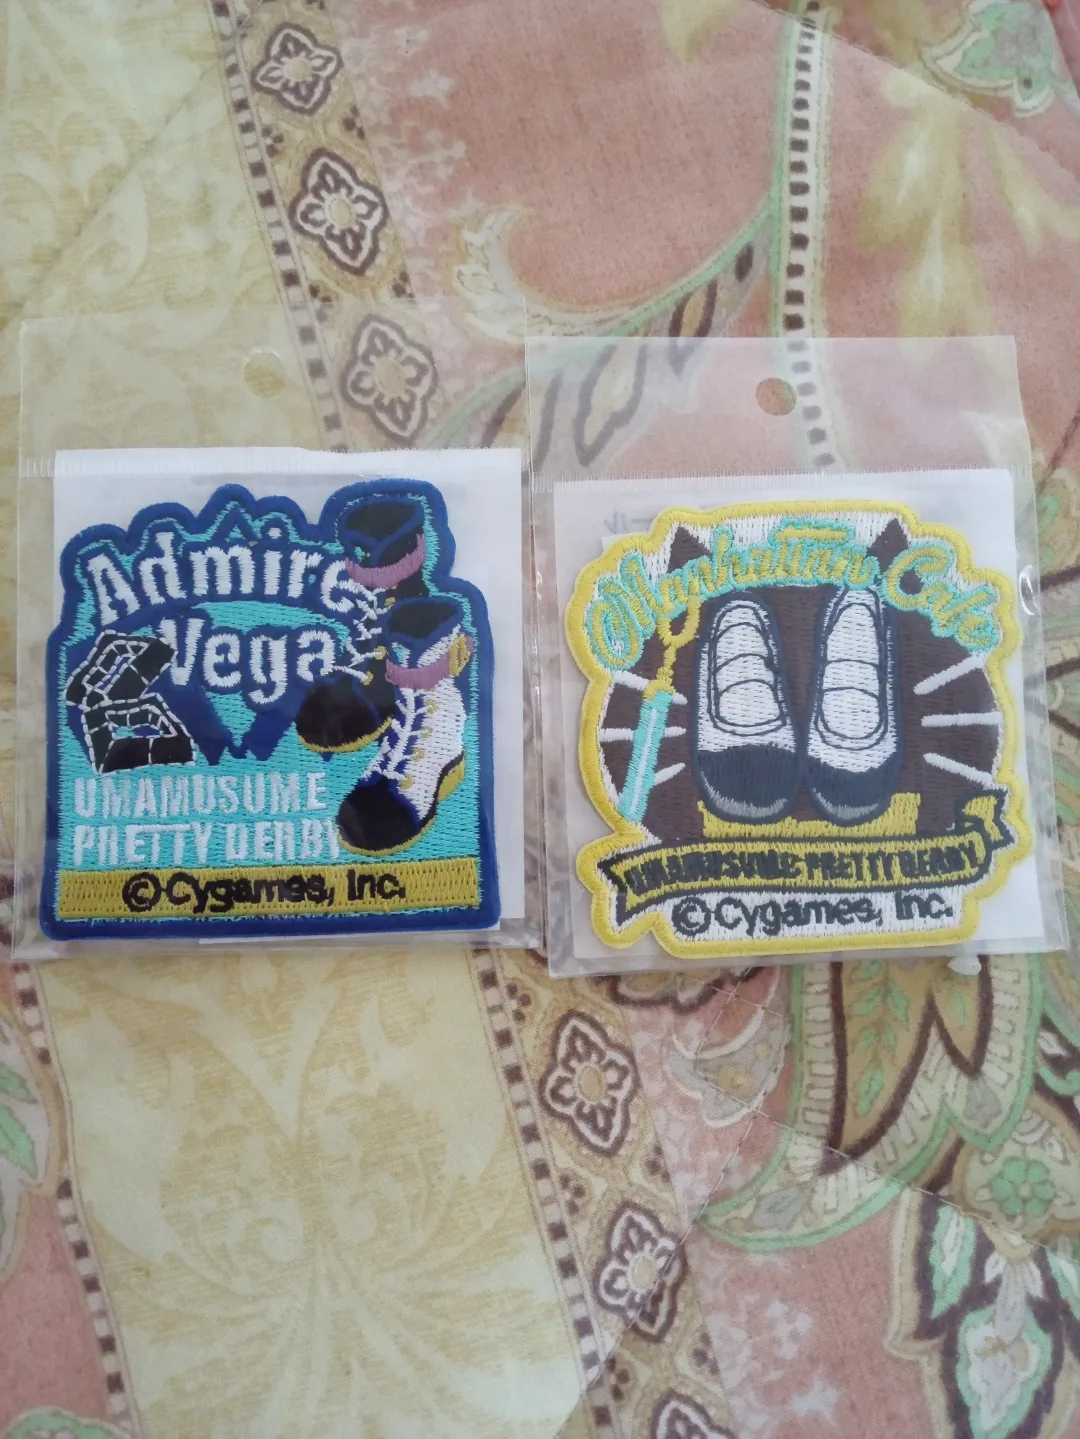 Admire
Vega
UMAMUSUME
PRETTY DERBY
©Cygames, Inc.
Manhattan Cafe
UMAMUSUME PRETTY DERBY
©Cygames, Inc.